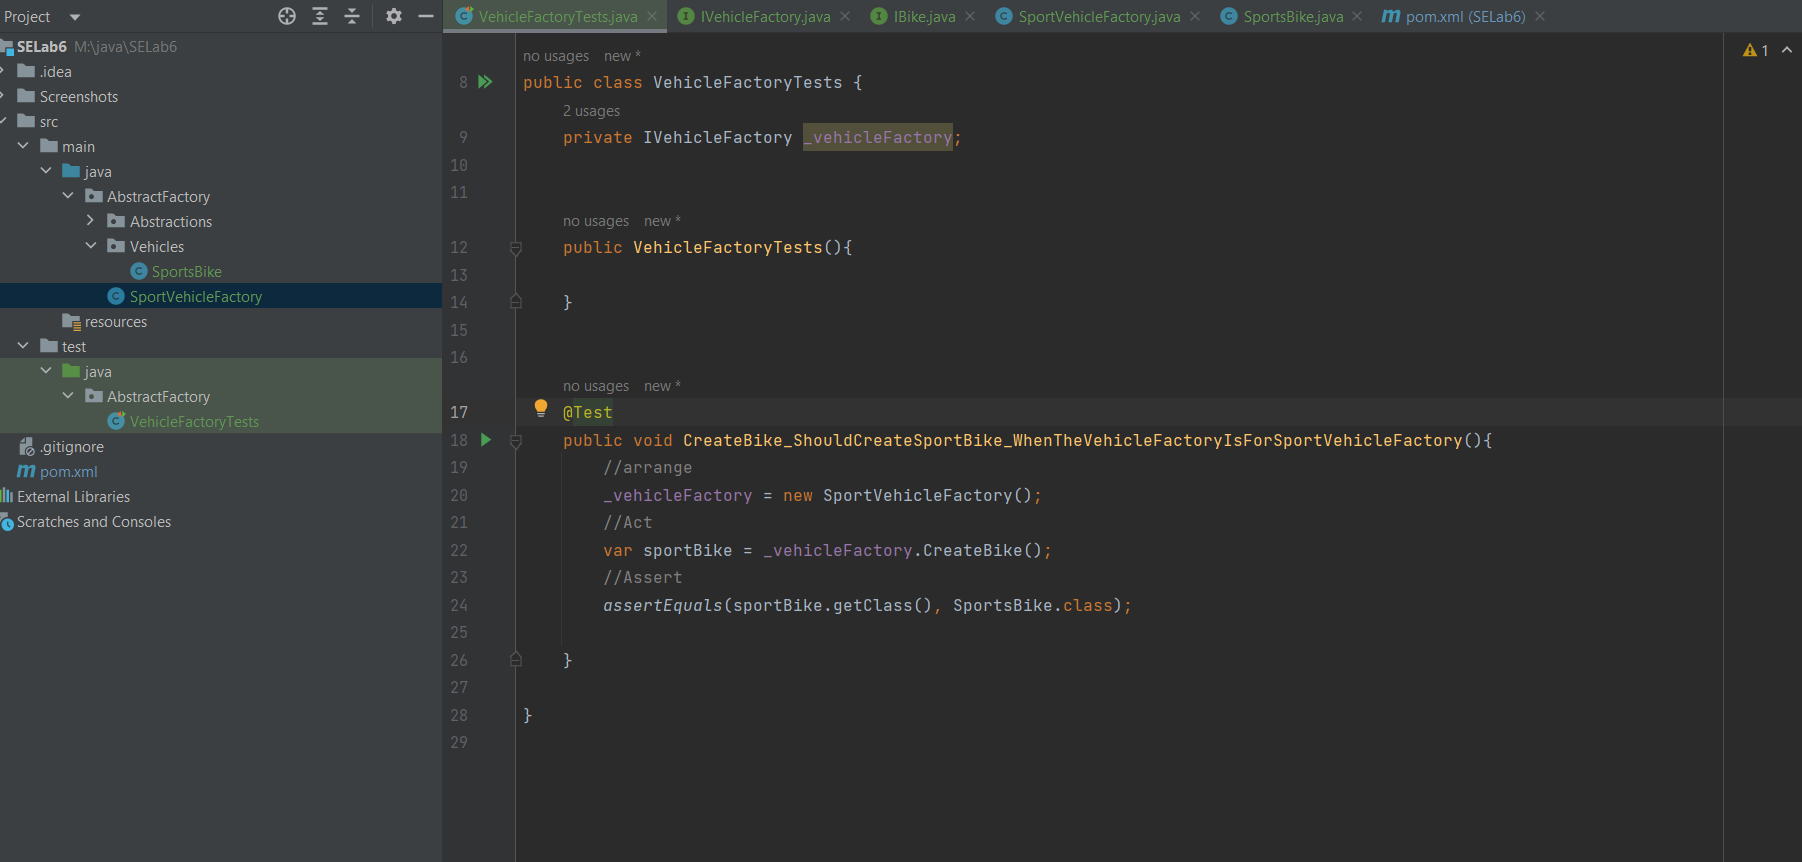 Project
SELab6 M:\java\SELab6
.idea
Screenshots
src
main
java
AbstractFactory
Abstractions
Vehicles
SportsBike
SportVehicleFactory
resources
test
java
AbstractFactory
VehicleFactoryTests
.gitignore
pom.xml
External Libraries
Scratches and Consoles
VehicleFactoryTests.java IVehicleFactory.java IBike.java SportVehicleFactory.java SportsBike.java pom.xml (SELab6)
1
no usages new *
8 public class VehicleFactoryTests {
2 usages
9 private IVehicleFactory _vehicleFactory;
10
11
no usages new *
12 public VehicleFactoryTests(){
13
14 }
15
16
no usages new *
17 @Test
18 public void CreateBike_ShouldCreateSportBike_WhenTheVehicleFactoryIsForSportVehicleFactory(){
19 //arrange
20 _vehicleFactory = new SportVehicleFactory();
21 //Act
22 var sportBike = _vehicleFactory.CreateBike();
23 //Assert
24 assertEquals(sportBike.getClass(), SportsBike.class);
25
26 }
27
28 }
29